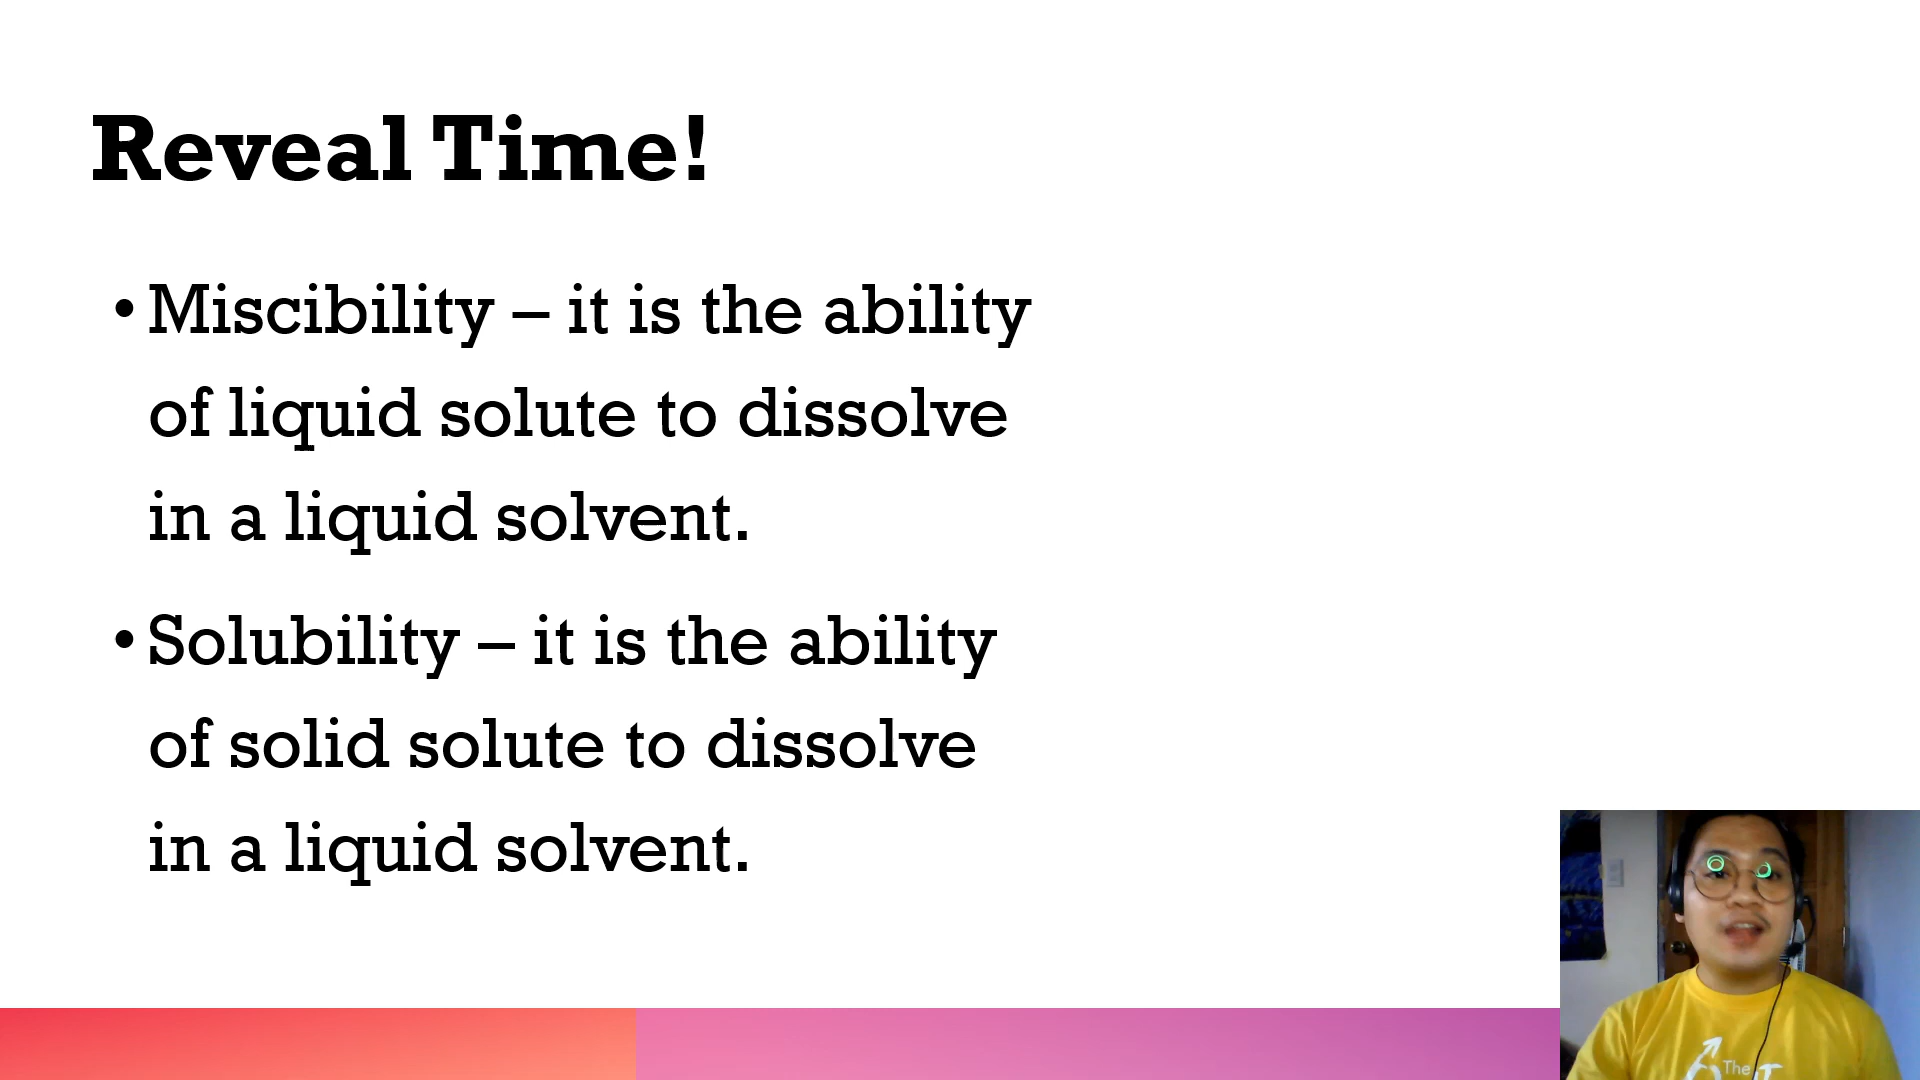 Reveal Time!
• Miscibility – it is the ability
of liquid solute to dissolve
in a liquid solvent.
• Solubility – it is the ability
of solid solute to dissolve
in a liquid solvent.
The